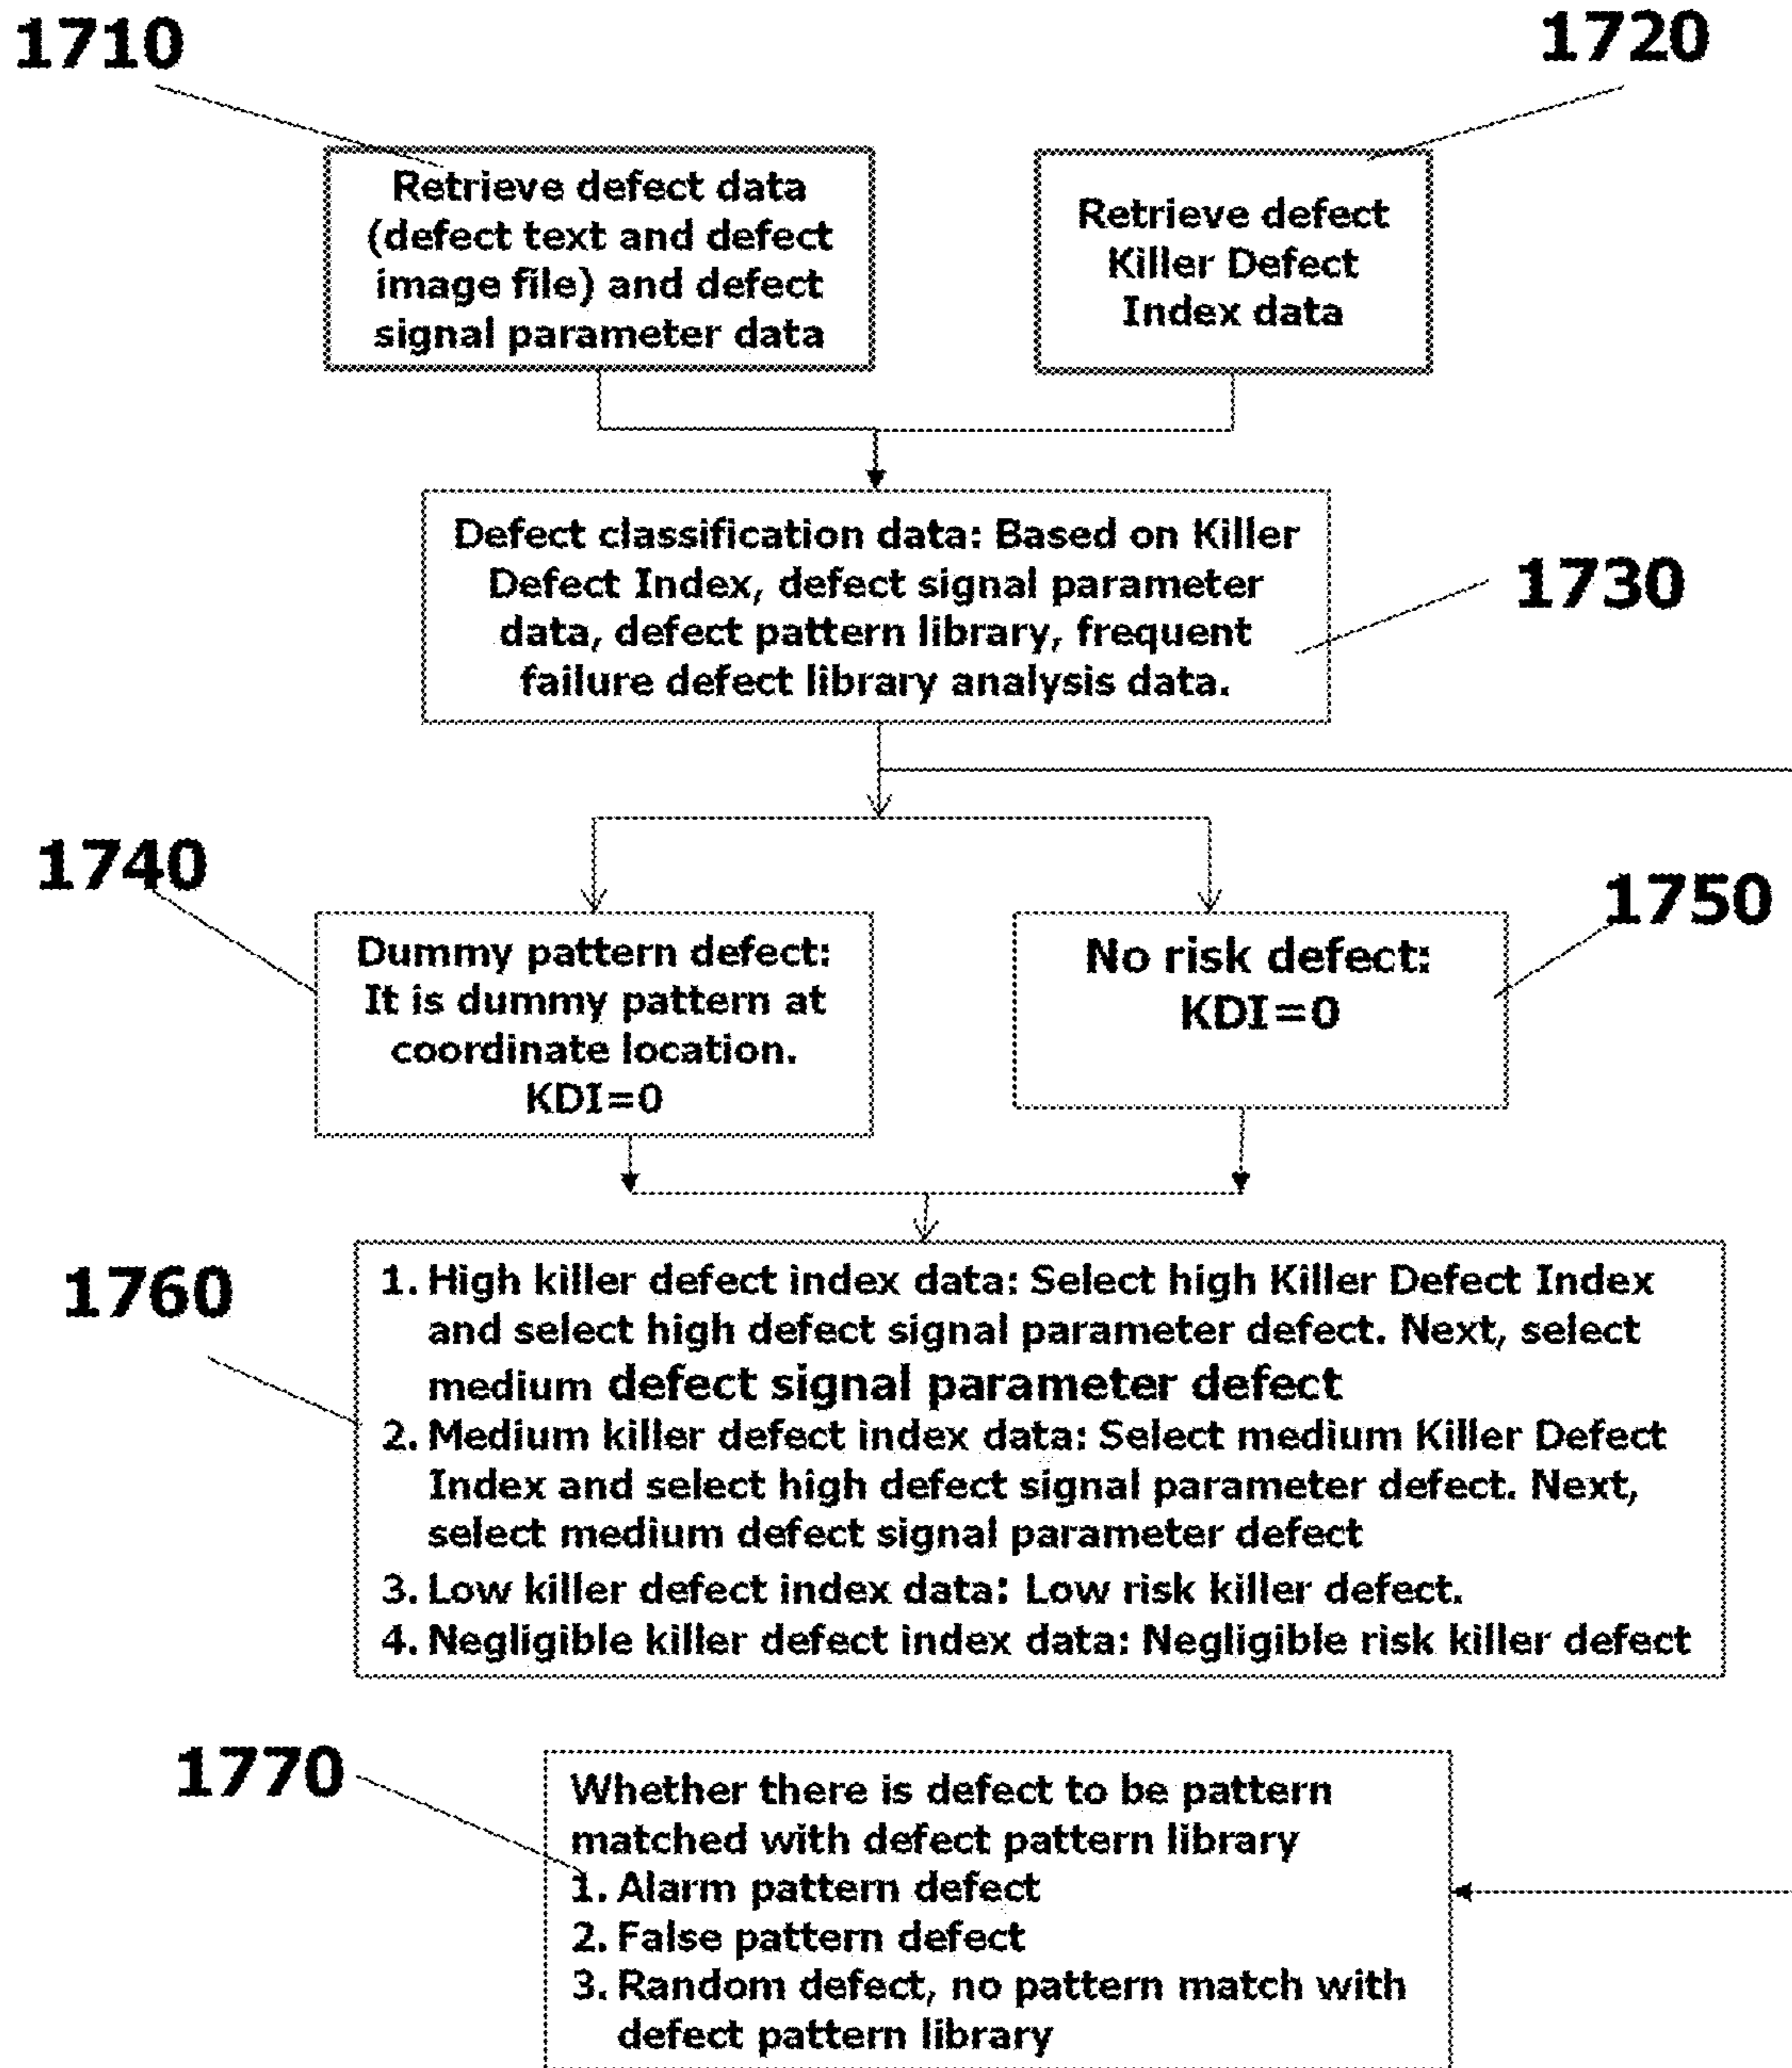 1710
1720
Retrieve defect data
(defect text and defect
image file) and defect
signal parameter data
Retrieve defect
Killer Defect
Index data
Defect classification data: Based on Killer
Defect Index, defect signal parameter
data, defect pattern library, frequent
failure defect library analysis data.
1730
1740
1750
Dummy pattern defect:
It is dummy pattern at
coordinate location.
KDI=0
No risk defect:
KDI=0
1760
1. High killer defect index data: Select high Killer Defect Index
and select high defect signal parameter defect. Next, select
medium defect signal parameter defect
2. Medium killer defect index data: Select medium Killer Defect
Index and select high defect signal parameter defect. Next,
select medium defect signal parameter defect
3. Low killer defect index data: Low risk killer defect.
4. Negligible killer defect index data: Negligible risk killer defect
1770
Whether there is defect to be pattern
matched with defect pattern library
1. Alarm pattern defect
2. False pattern defect
3. Random defect, no pattern match with
defect pattern library